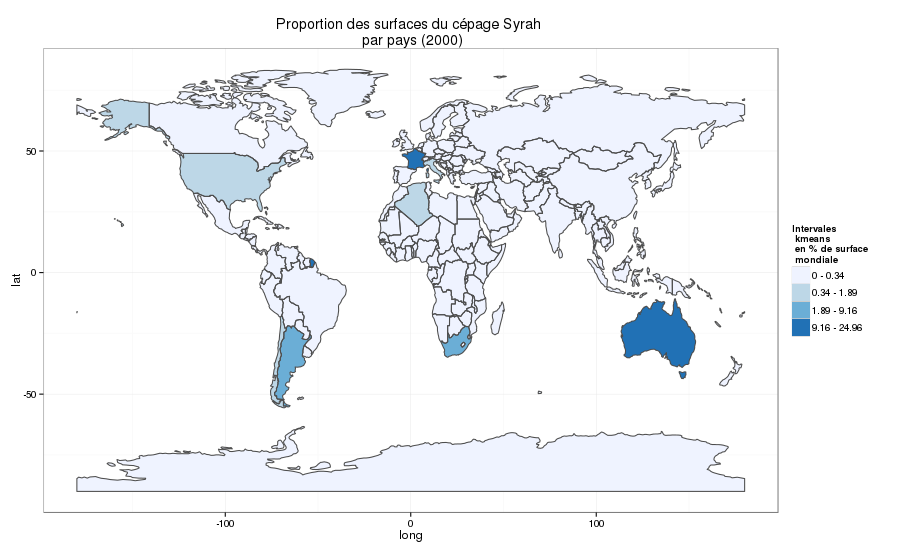 Proportion des surfaces du cépage Syrah
par pays (2000)
50
0
-50
lat
-100
0
100
long
Intervales
kmeans
en % de surface
mondiale
0 - 0.34
0.34 - 1.89
1.89 - 9.16
9.16 - 24.96